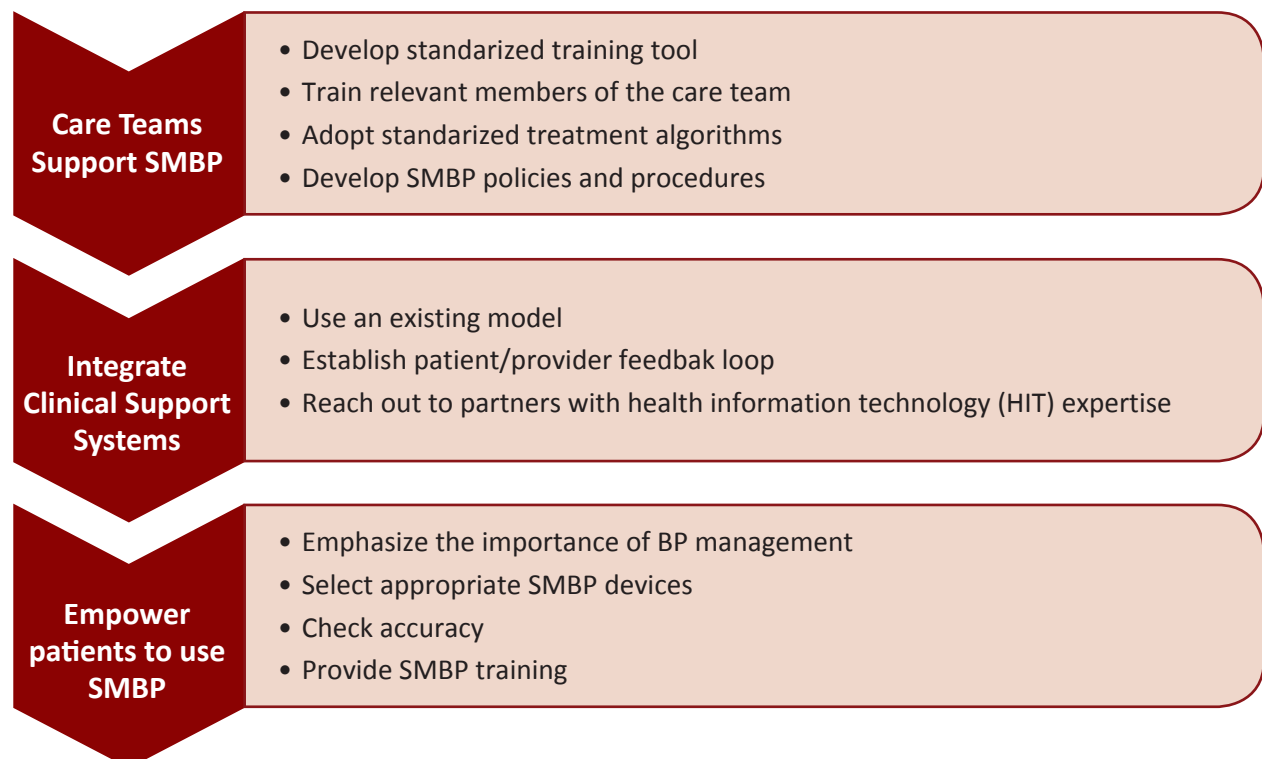 Care Teams
Support SMBP
• Develop standarized training tool
• Train relevant members of the care team
• Adopt standarized treatment algorithms
• Develop SMBP policies and procedures
Integrate
Clinical Support
Systems
• Use an existing model
• Establish patient/provider feedbak loop
• Reach out to partners with health information technology (HIT) expertise
Empower
patients to use
SMBP
• Emphasize the importance of BP management
• Select appropriate SMBP devices
• Check accuracy
• Provide SMBP training